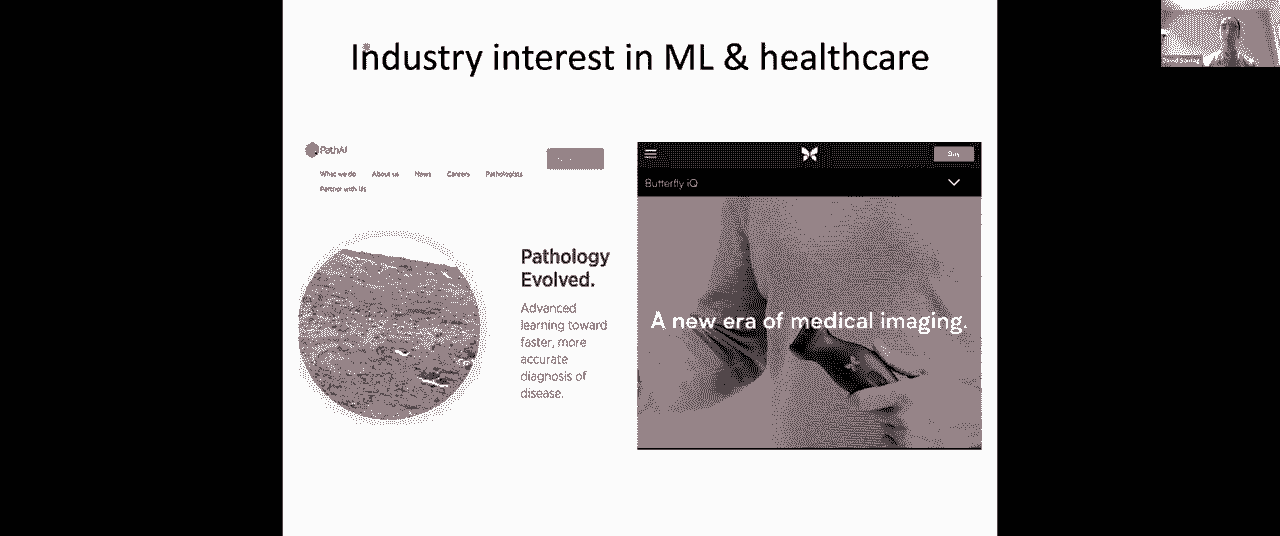 Industry interest in ML & healthcare
David Sontag
PathAI
What we do About us News Careers Pathologists
Partner with Us
Pathology
Evolved.
Advanced
learning toward
faster, more
accurate
diagnosis of
disease.
Buy
Butterfly iQ
A new era of medical imaging.